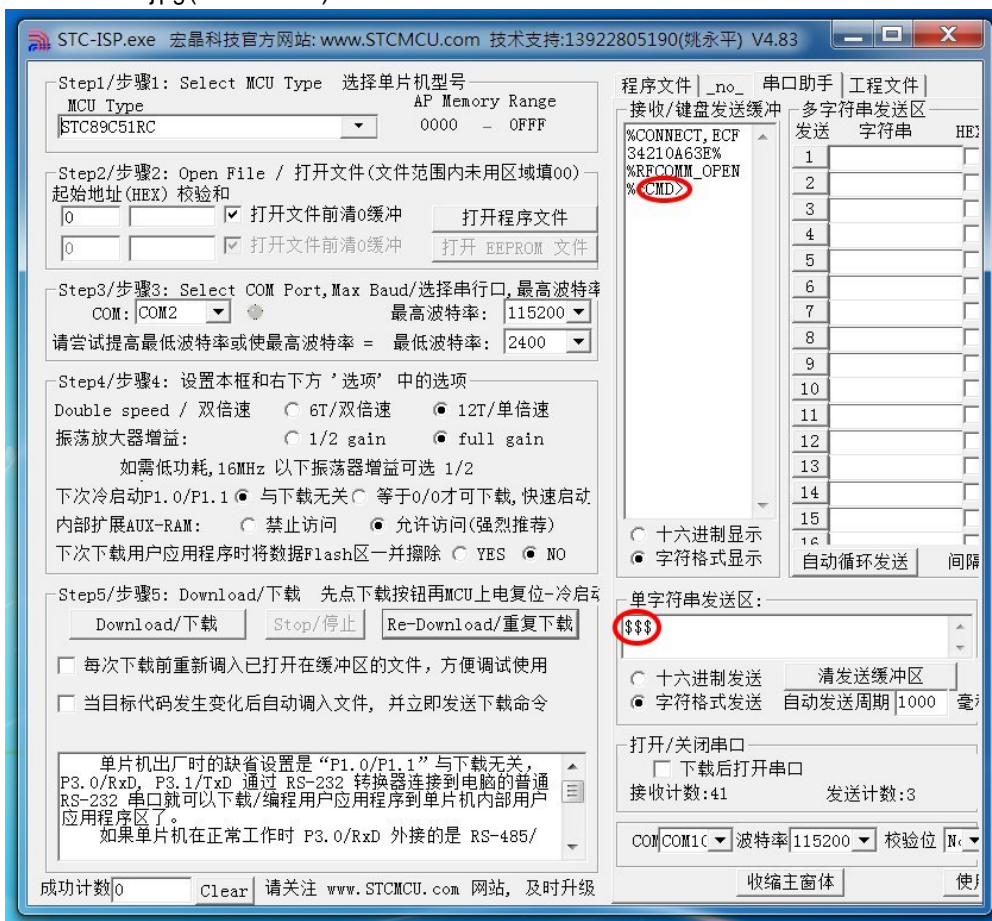 STC-ISP.exe 宏晶科技官方网站: www.STCMCU.com 技术支持:13922805190(姚永平) V4.83
Step1/步骤1: Select MCU Type 选择单片机型号
MCU Type AP Memory Range
STC89C51RC 0000 - 0FFF
Step2/步骤2: Open File / 打开文件(文件范围内未用区域填00)
起始地址(HEX) 校验和
0 打开文件前清0缓冲 打开程序文件
0 打开文件前清0缓冲 打开 EEPROM 文件
Step3/步骤3: Select COM Port,Max Baud/选择串行口,最高波特率
COM: COM2 最高波特率: 115200
请尝试提高最低波特率或使最高波特率 = 最低波特率: 2400
Step4/步骤4: 设置本框和右下方 '选项' 中的选项
Double speed / 双倍速 6T/双倍速 12T/单倍速
振荡放大器增益: 1/2 gain full gain
如需低功耗,16MHz 以下振荡器增益可选 1/2
下次冷启动P1.0/P1.1 与下载无关 等于0/0才可下载,快速启动
内部扩展AUX-RAM: 禁止访问 允许访问(强烈推荐)
下次下载用户应用程序时将数据Flash区一并擦除 YES NO
Step5/步骤5: Download/下载 先点下载按钮再MCU上电复位-冷启动
Download/下载 Stop/停止 Re-Download/重复下载
每次下载前重新调入已打开在缓冲区的文件,方便调试使用
当目标代码发生变化后自动调入文件, 并立即发送下载命令
单片机出厂时的缺省设置是“P1.0/P1.1”与下载无关,
P3.0/RxD, P3.1/TxD 通过 RS-232 转换器连接到电脑的普通
RS-232 串口就可以下载/编程用户应用程序到单片机内部用户
应用程序区了。
如果单片机在正常工作时 P3.0/RxD 外接的是 RS-485/
成功计数 0 Clear 请关注 www.STCMCU.com 网站, 及时升级
程序文件 _no_ 串口助手 工程文件
接收/键盘发送缓冲
%CONNECT,ECF
34210A63E%
%RFCOMM_OPEN
%<CMD>
十六进制显示
字符格式显示
多字符串发送区
发送 字符串 HEX
1
2
3
4
5
6
7
8
9
10
11
12
13
14
15
16
自动循环发送 间隔
单字符串发送区:
$$$
十六进制发送 清发送缓冲区
字符格式发送 自动发送周期 1000 毫
打开/关闭串口
下载后打开串口
接收计数:41 发送计数:3
COM COM1( 波特率 115200 校验位 N
收缩主窗体 使